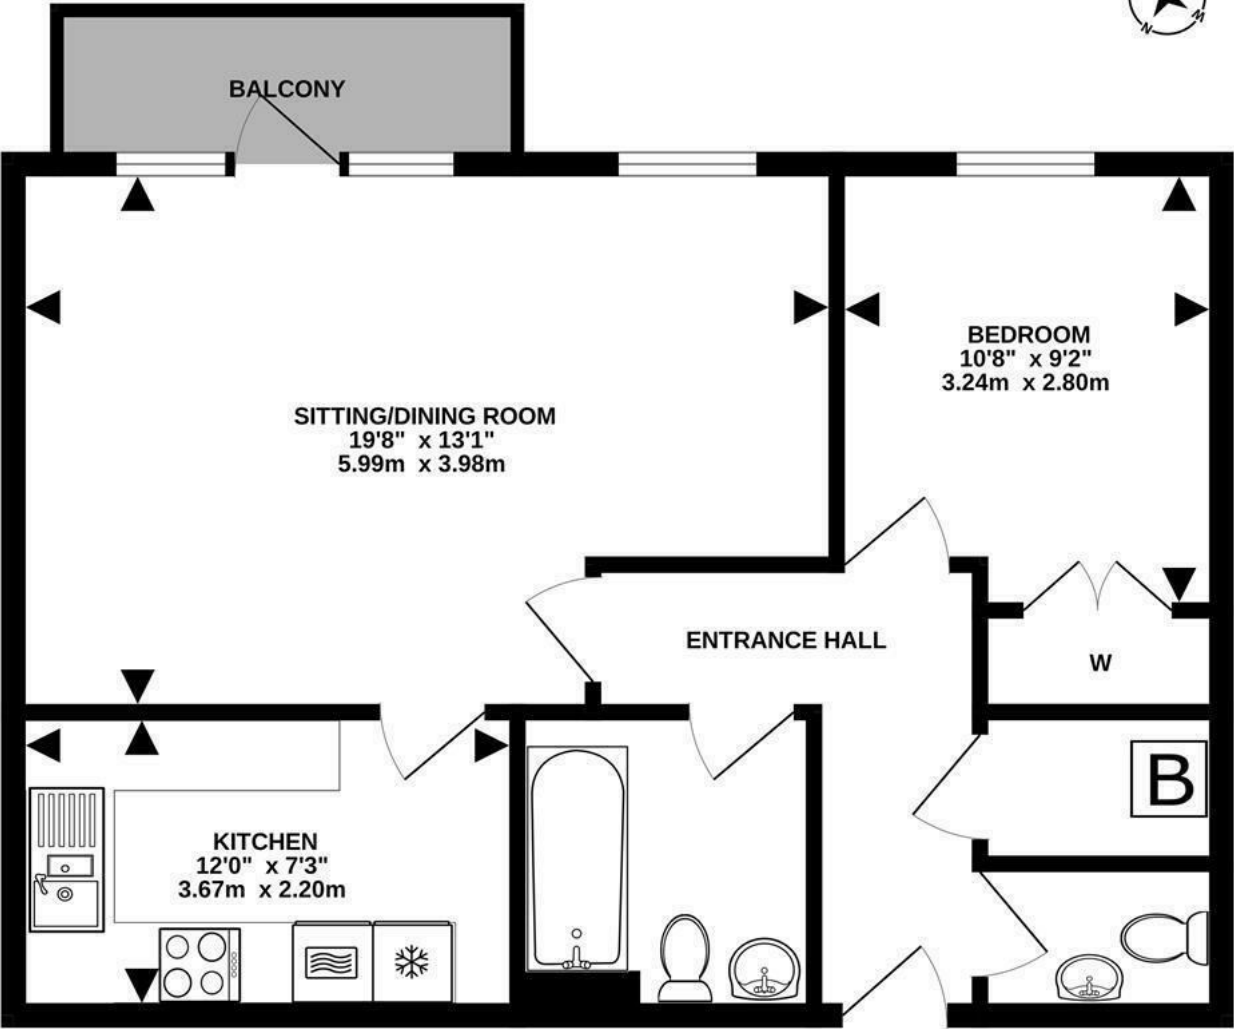 N
W
BALCONY
BEDROOM
10'8" x 9'2"
3.24m x 2.80m
SITTING/DINING ROOM
19'8" x 13'1"
5.99m x 3.98m
ENTRANCE HALL
W
B
KITCHEN
12'0" x 7'3"
3.67m x 2.20m